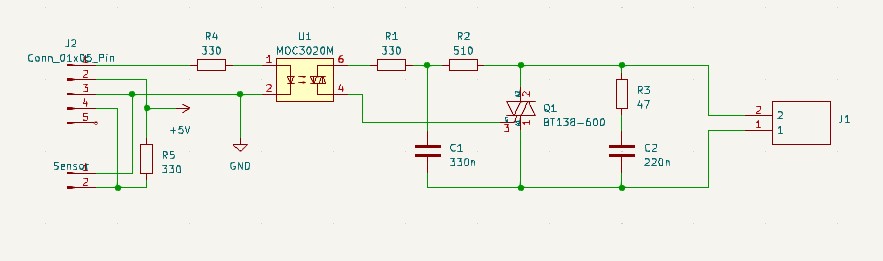 J2
Conn_01x05_Pin
1
2
3
4
5
Sensor
1
2
R4
330
+5V
R5
330
GND
U1
MOC3020M
1
2
6
4
R1
330
R2
510
C1
330n
Q1
BT138-600
2
1
3
R3
47
C2
220n
2
1
2
1
J1